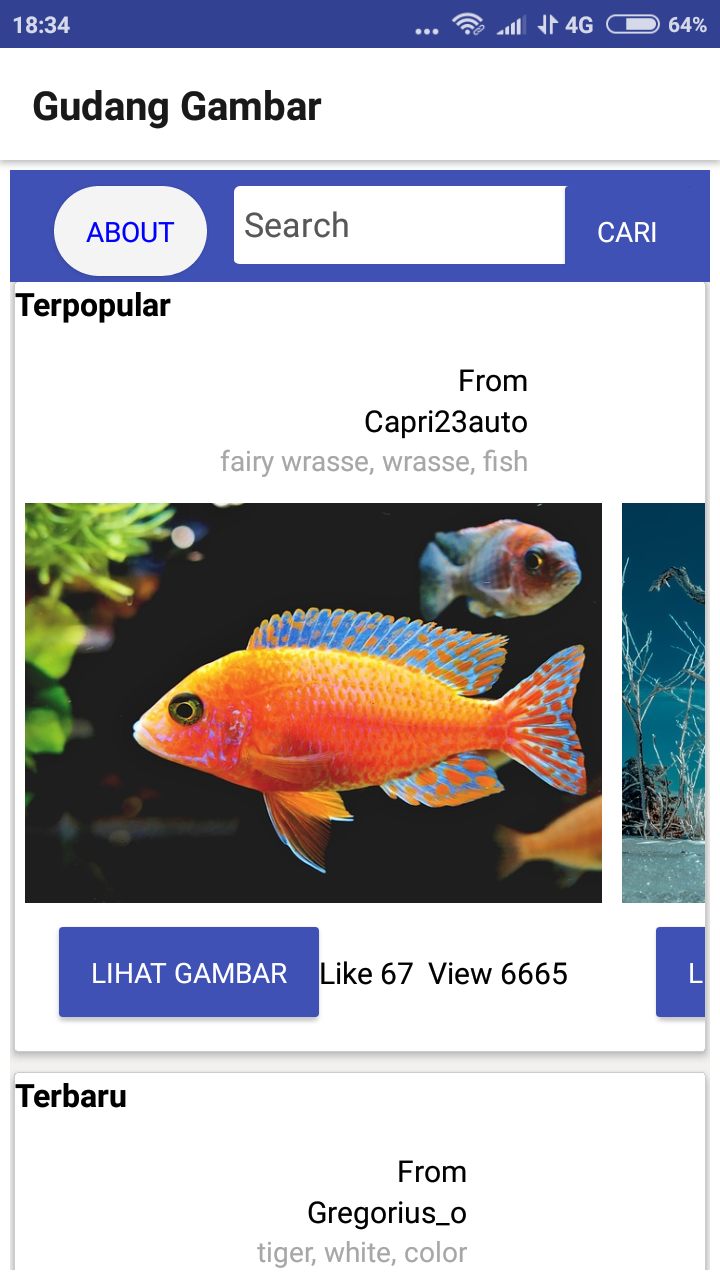 18:34 ... 4G 64%
Gudang Gambar
ABOUT Search CARI
Terpopular
From
Capri23auto
fairy wrasse, wrasse, fish
LIHAT GAMBAR Like 67 View 6665 L
Terbaru
From
Gregorius_o
tiger, white, color